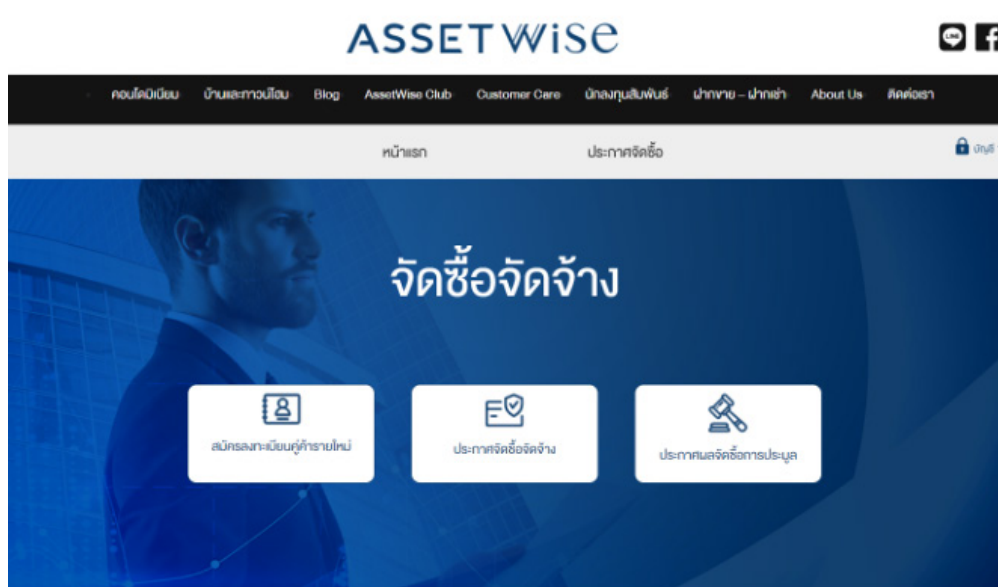 ASSETWISE
LINE
คอนโดมิเนียม บ้านและทาวน์โฮม Blog AssetWise Club Customer Care นักลงทุนสัมพันธ์ ฝากขาย – ฝากเช่า About Us ติดต่อเรา
หน้าแรก ประกาศจัดซื้อ บัญชี
จัดซื้อจัดจ้าง
สมัครลงทะเบียนคู่ค้ารายใหม่ ประกาศจัดซื้อจัดจ้าง ประกาศผลจัดซื้อการประมูล